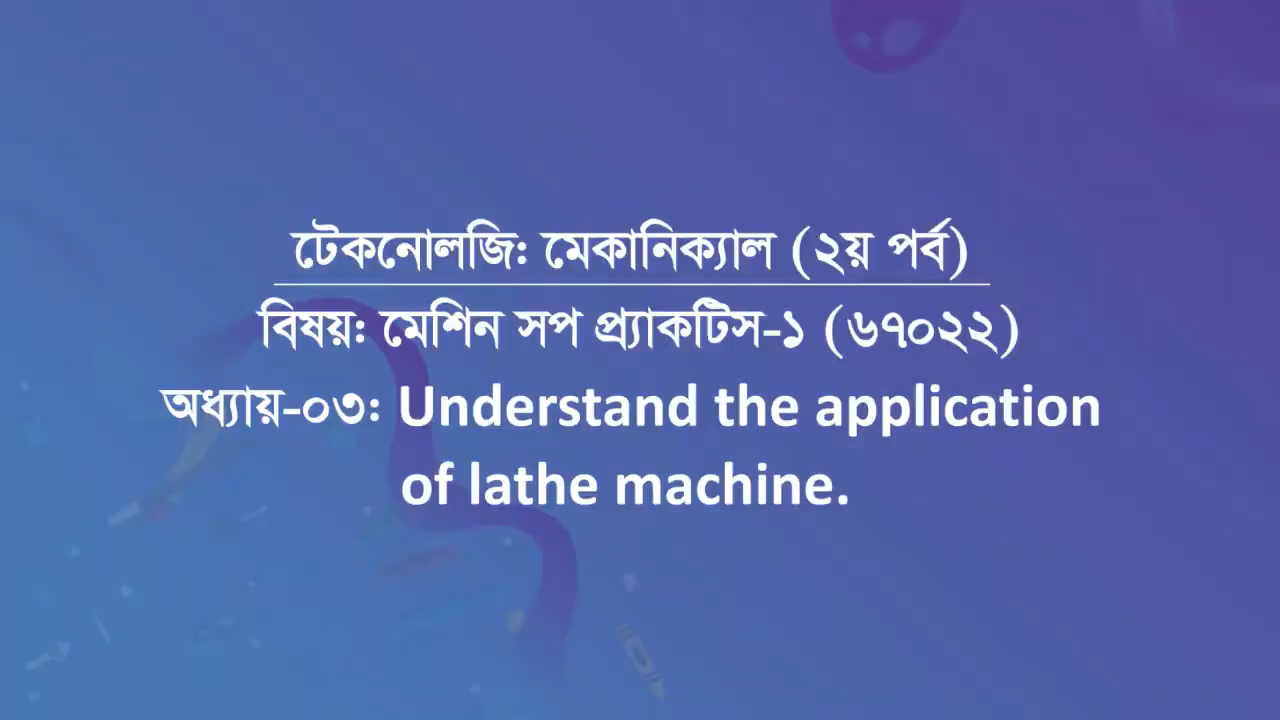 টেকনোলজি: মেকানিক্যাল (২য় পর্ব)
বিষয়: মেশিন সপ প্র্যাকটিস-১ (৬৭০২২)
অধ্যায়-০৩: Understand the application
of lathe machine.